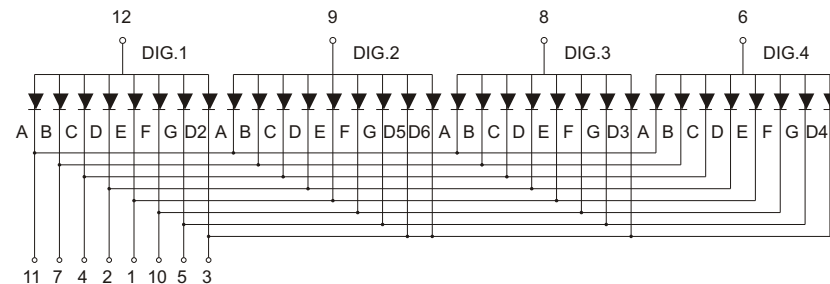 12 9 8 6
DIG.1 DIG.2 DIG.3 DIG.4
A B C D E F G D2 A B C D E F G D5 D6 A B C D E F G D3 A B C D E F G D4
11 7 4 2 1 10 5 3